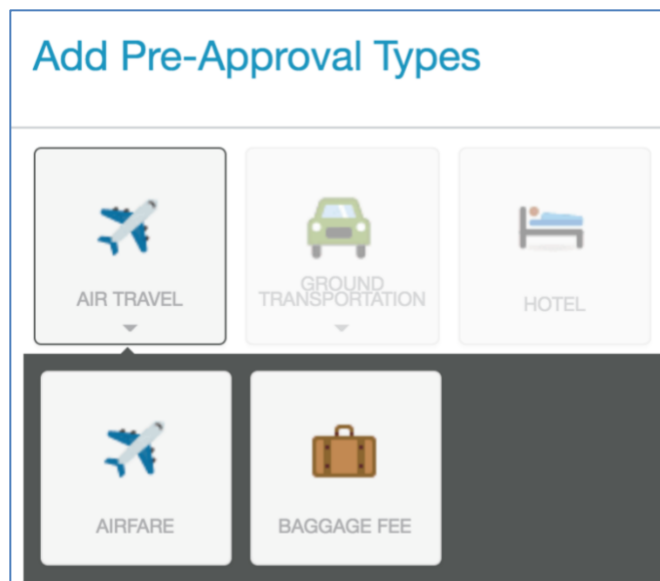 Add Pre-Approval Types
AIR TRAVEL
GROUND
TRANSPORTATION
HOTEL
AIRFARE
BAGGAGE FEE